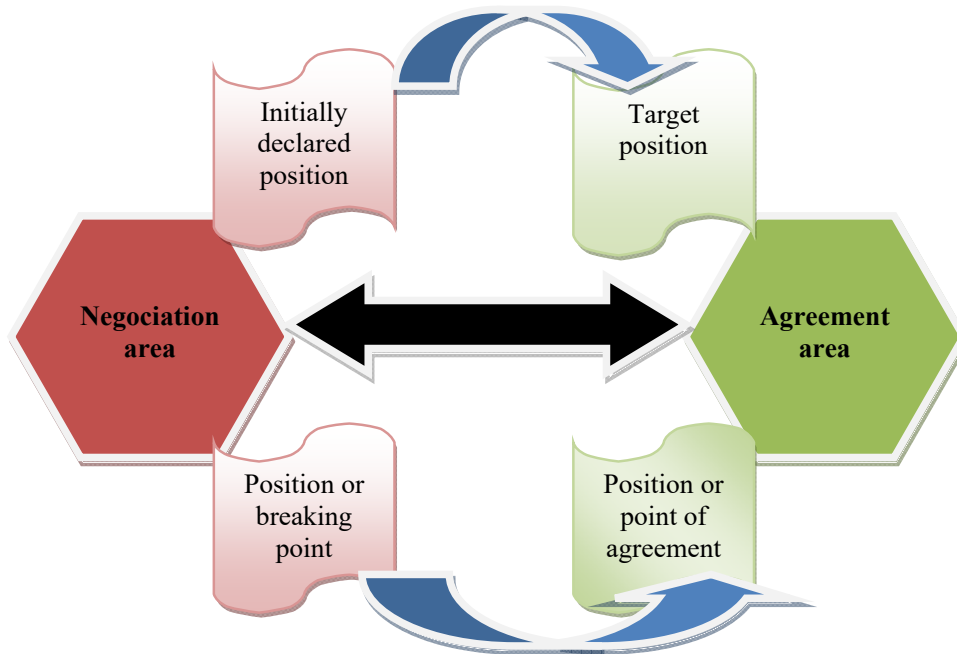 Initially
declared
position
Target
position
Negociation
area
Agreement
area
Position or
breaking
point
Position or
point of
agreement